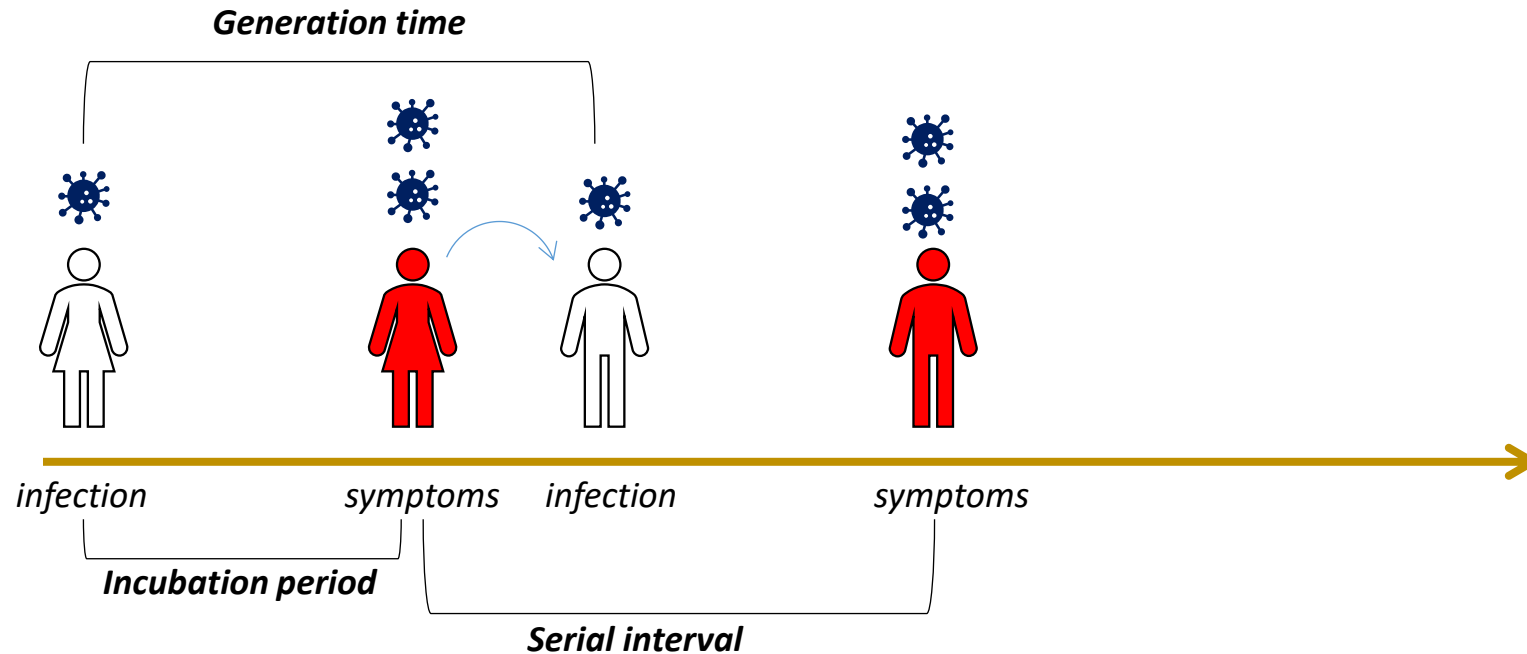 Generation time
infection
symptoms
infection
symptoms
Incubation period
Serial interval